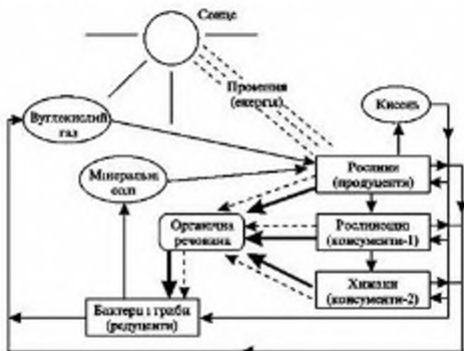 Сонце
Проміння
(енергія)
Вуглекислий
газ
Кисень
Мінеральні
солі
Рослини
(продуценти)
Органічна
речовина
Рослиноїдні
(консументи-1)
Хижаки
(консументи-2)
Бактерії і гриби
(редуценти)